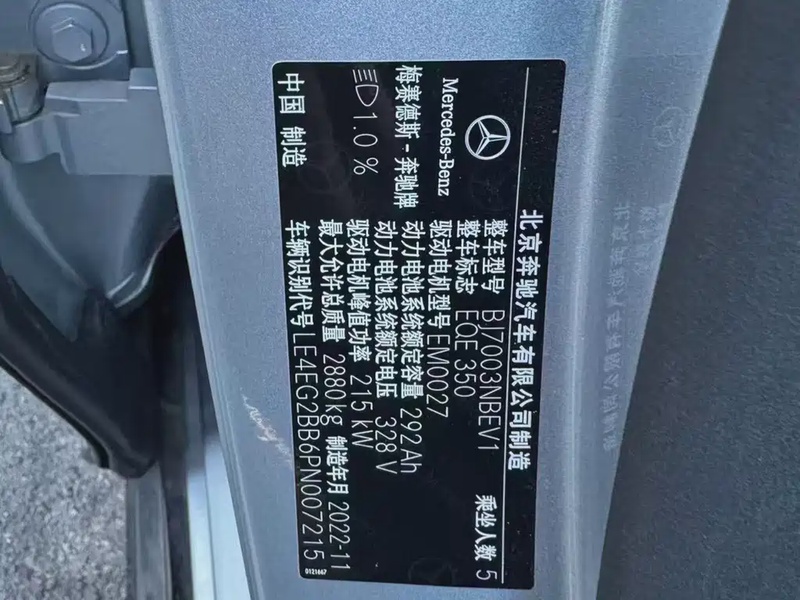 北京奔驰汽车有限公司制造
Mercedes-Benz
梅赛德斯-奔驰牌
1.0 %
中国 制造
整车型号 BJ7003NBEV1
整车标志 EQE 350 乘坐人数 5
驱动电机型号 EM0027
动力电池系统额定容量 292Ah
动力电池系统额定电压 328 V
驱动电机峰值功率 215 kW
最大允许总质量 2880kg 制造年月 2022-11
车辆识别代号 LE4EG2BB6PN007215
0121667